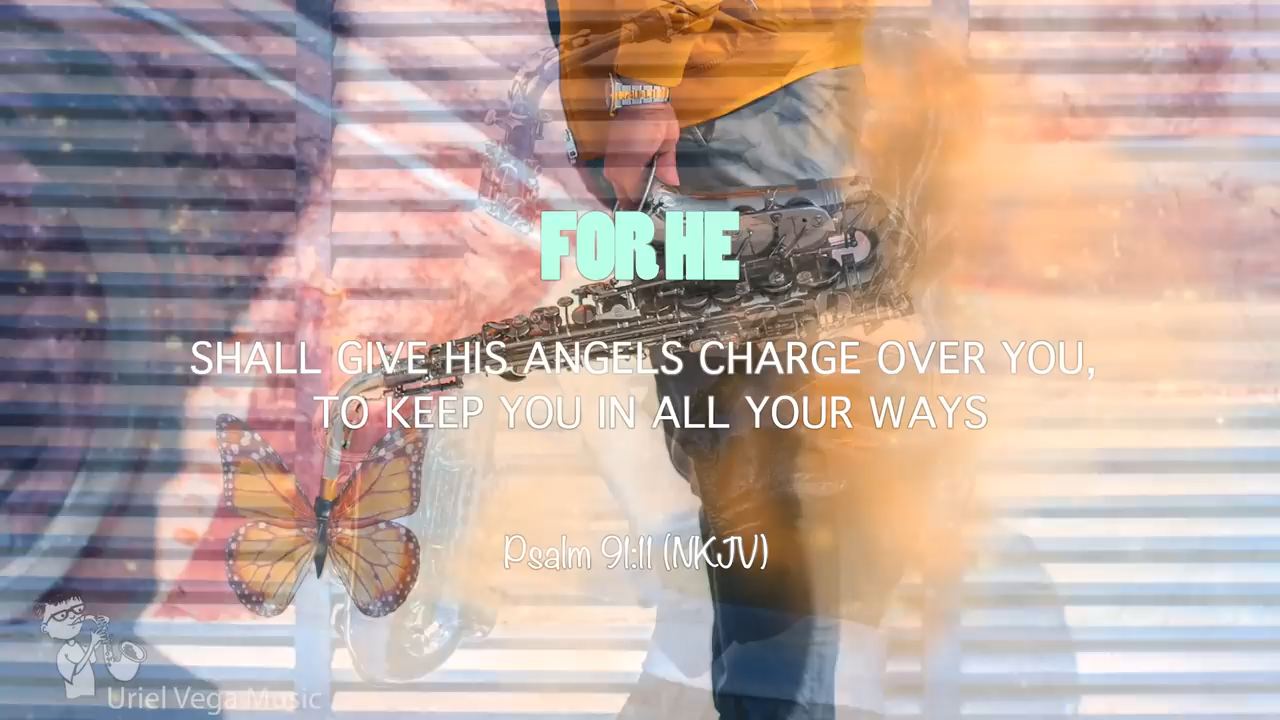 FOR HE
SHALL GIVE HIS ANGELS CHARGE OVER YOU,
TO KEEP YOU IN ALL YOUR WAYS
Psalm 91:11 (NKJV)
Uriel Vega Music